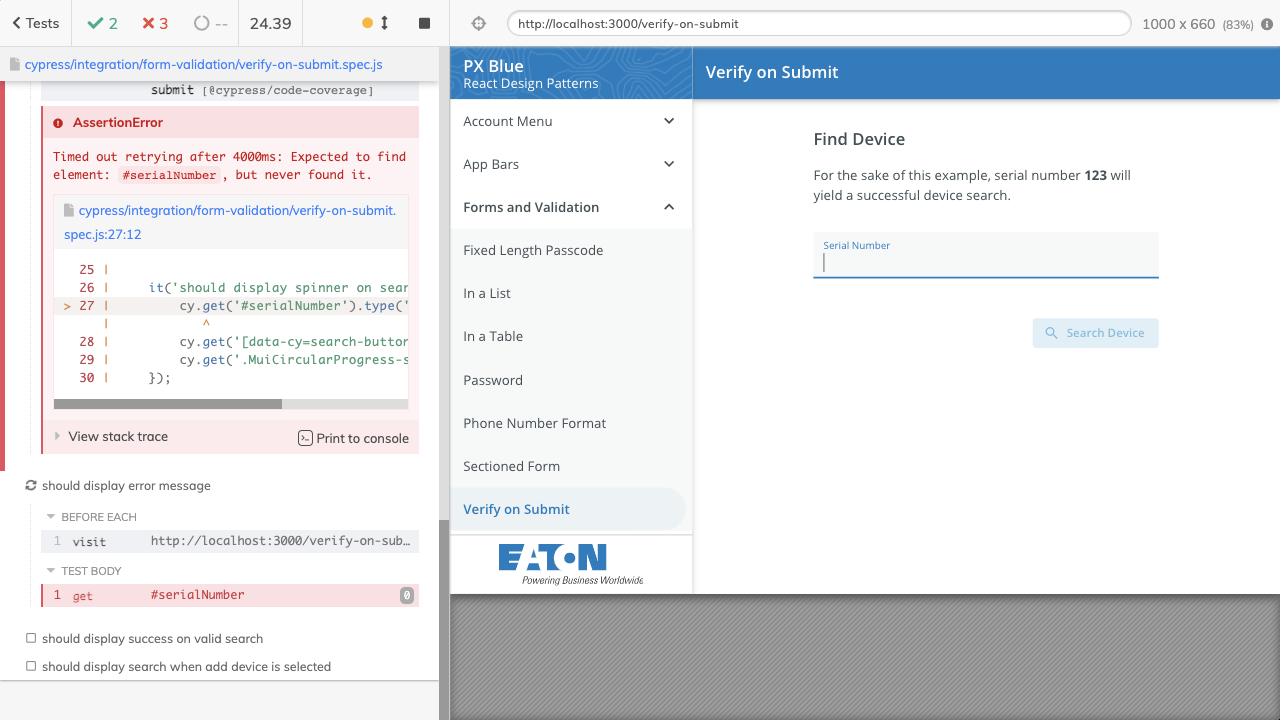 Tests
2
3
--
24.39
http://localhost:3000/verify-on-submit
1000 x 660 (83%)
cypress/integration/form-validation/verify-on-submit.spec.js
submit [@cypress/code-coverage]
AssertionError
Timed out retrying after 4000ms: Expected to find
element: #serialNumber, but never found it.
cypress/integration/form-validation/verify-on-submit.
spec.js:27:12
25 |
26 | it('should display spinner on sear
> 27 | cy.get('#serialNumber').type('
| ^
28 | cy.get('[data-cy=search-button
29 | cy.get('.MuiCircularProgress-s
30 | });
View stack trace
Print to console
should display error message
BEFORE EACH
1 visit http://localhost:3000/verify-on-sub…
TEST BODY
1 get #serialNumber 0
should display success on valid search
should display search when add device is selected
PX Blue
React Design Patterns
Account Menu
App Bars
Forms and Validation
Fixed Length Passcode
In a List
In a Table
Password
Phone Number Format
Sectioned Form
Verify on Submit
EATON
Powering Business Worldwide
Verify on Submit
Find Device
For the sake of this example, serial number 123 will
yield a successful device search.
Serial Number
Search Device